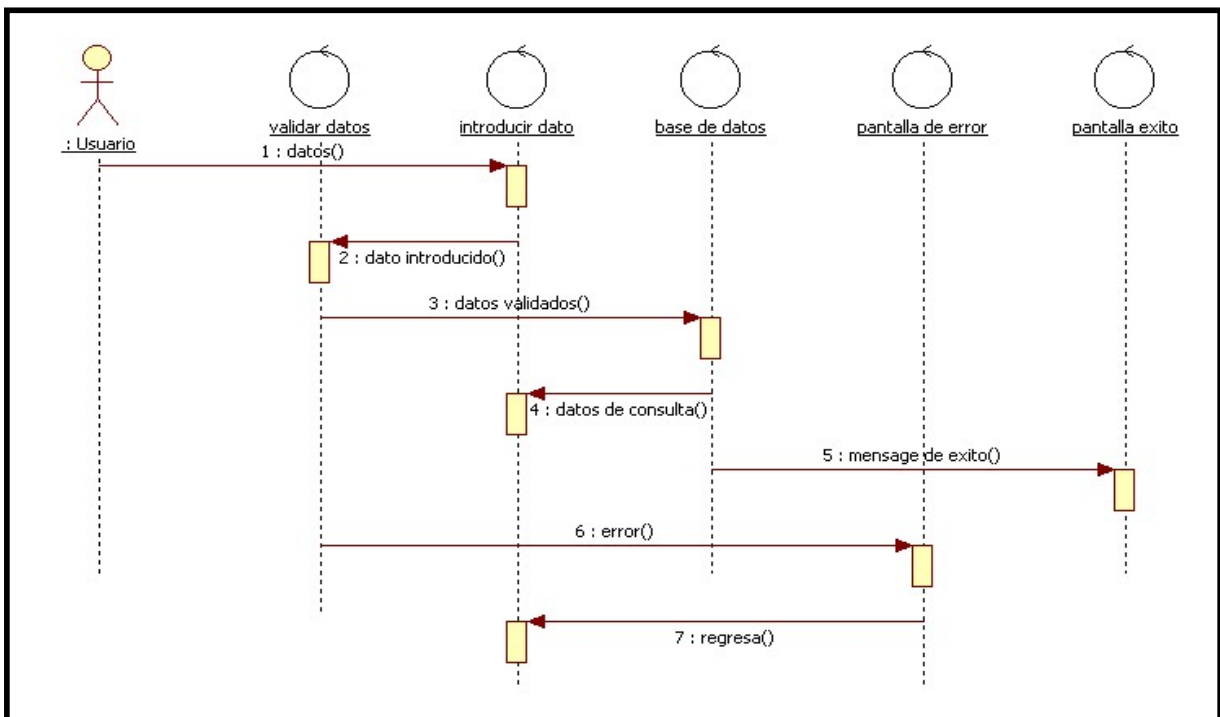 validar datos
introducir dato
base de datos
pantalla de error
pantalla exito
: Usuario
1 : datos()
2 : dato introducido()
3 : datos validados()
4 : datos de consulta()
5 : mensage de exito()
6 : error()
7 : regresa()